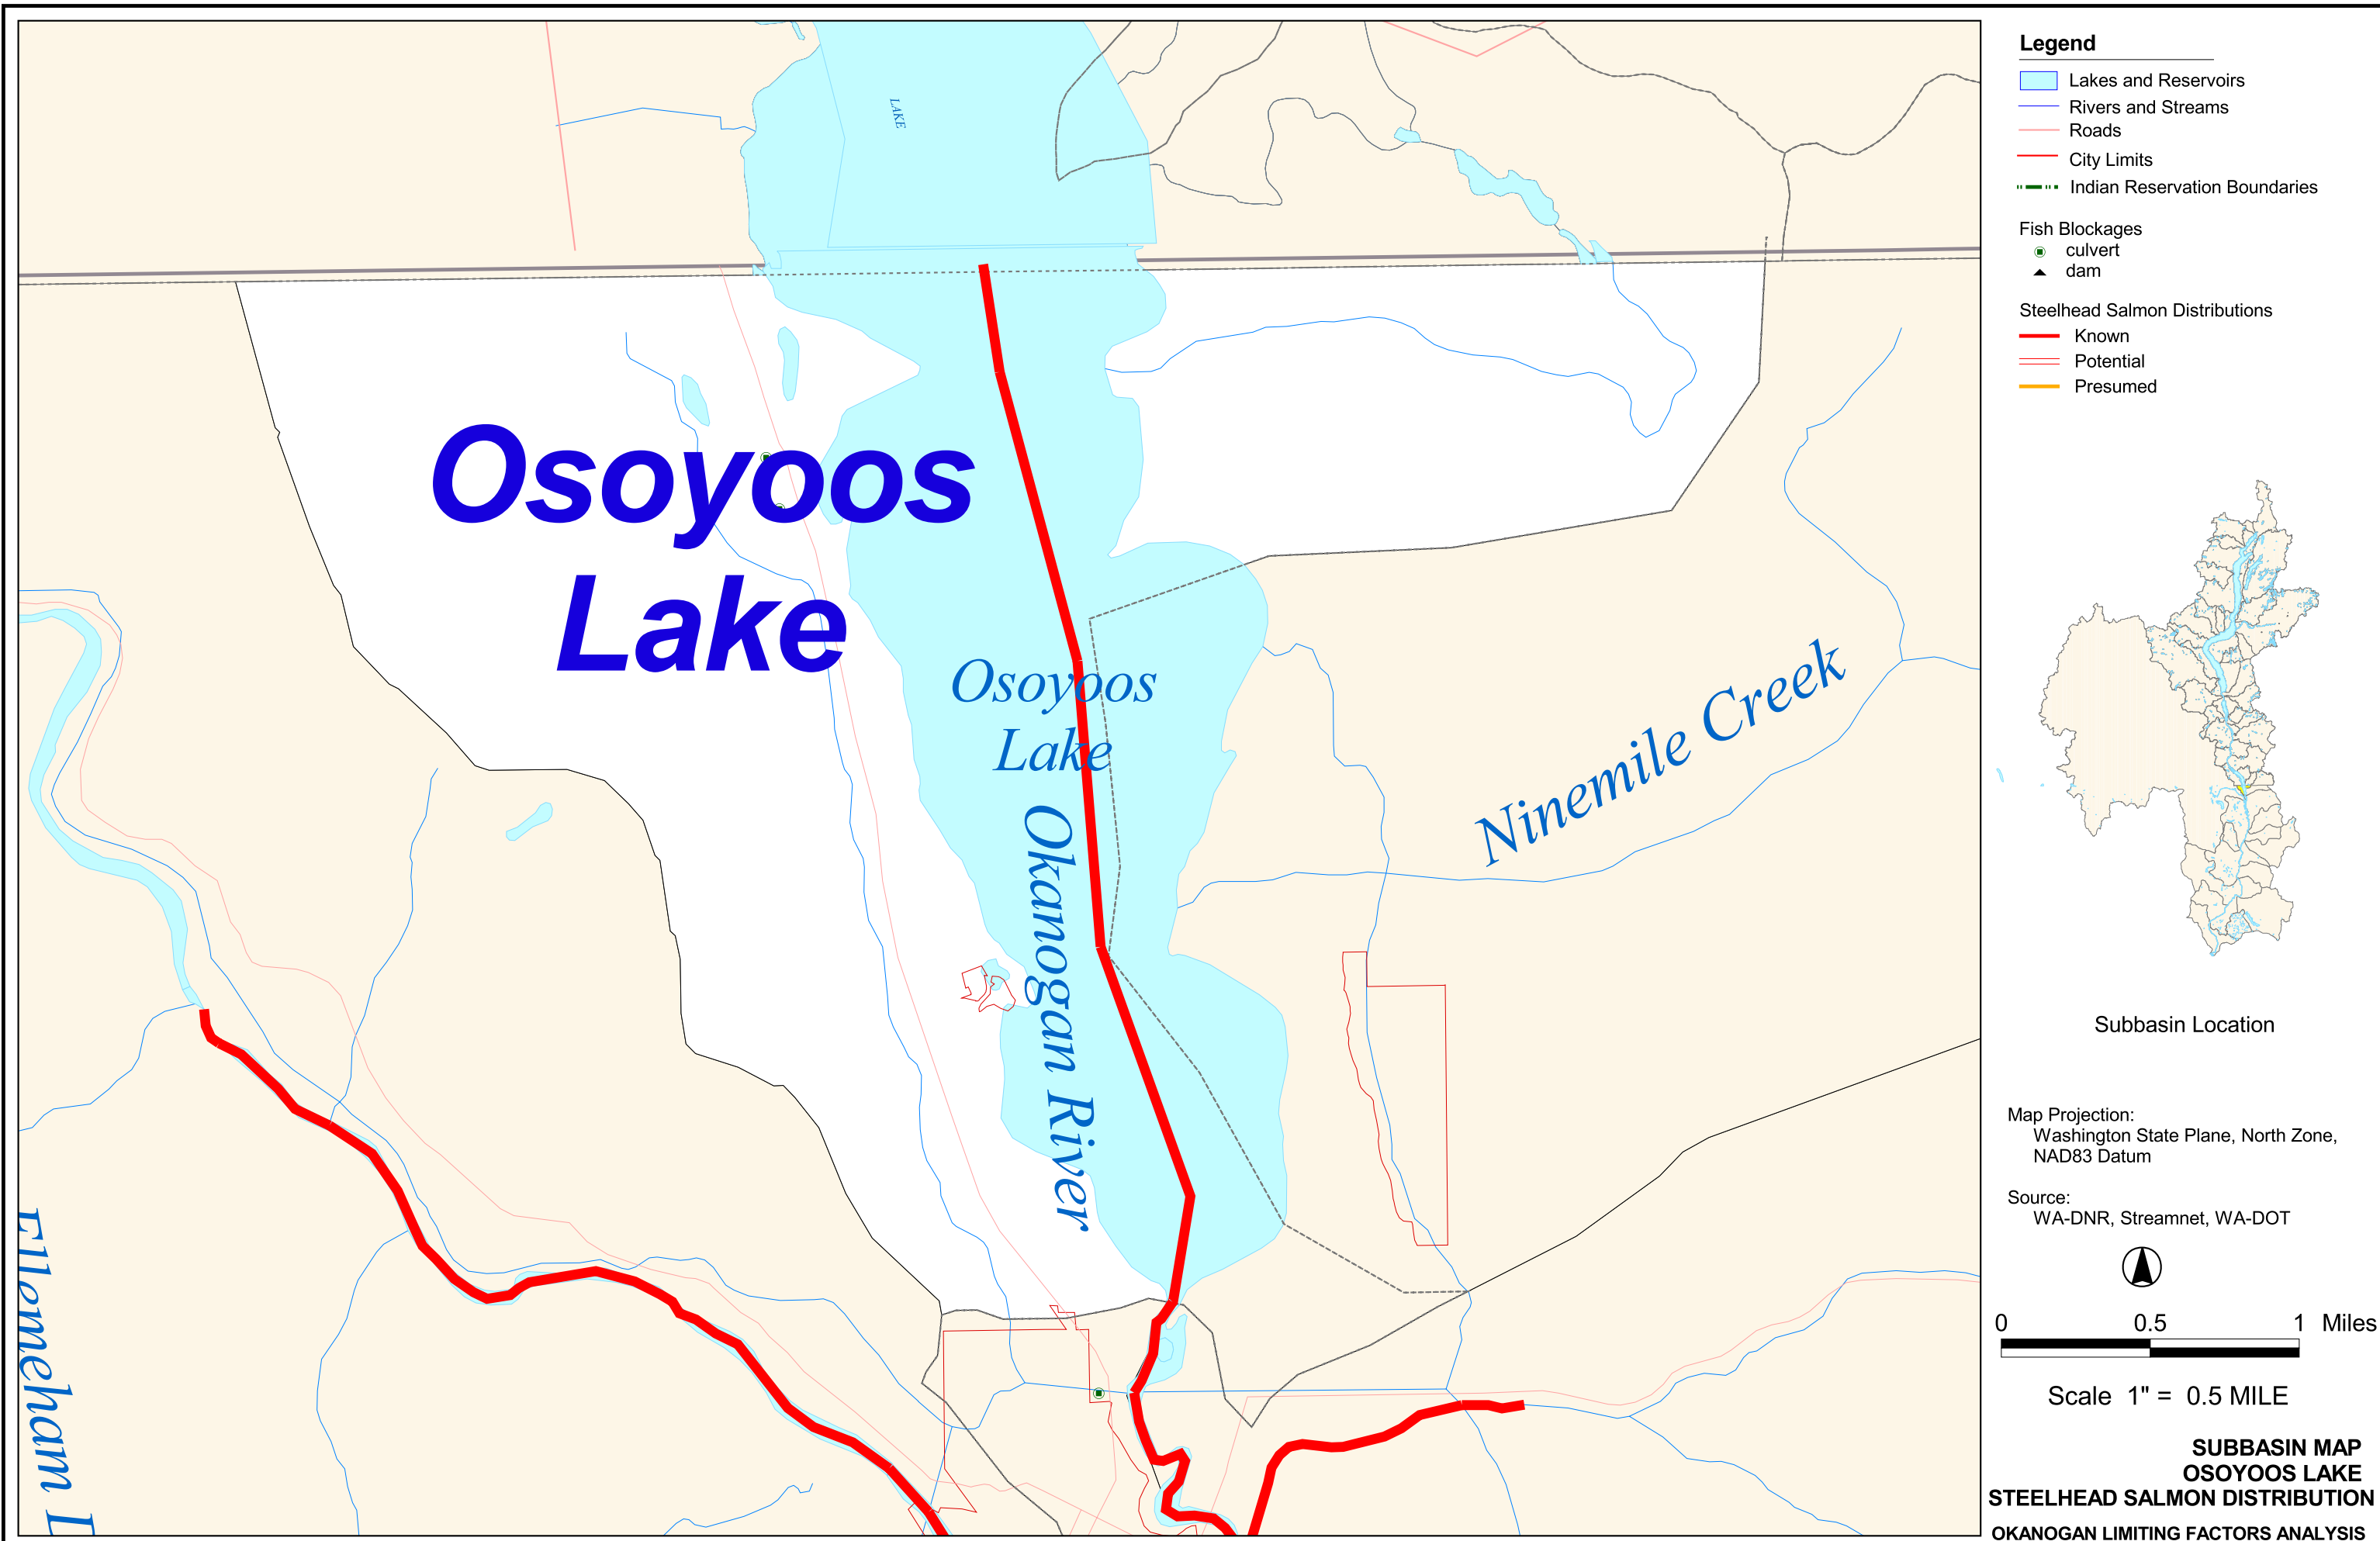 LAKE
Osoyoos
Lake
Osoyoos
Lake
Okanogan River
Ninemile Creek
Ellemeham
Legend
Lakes and Reservoirs
Rivers and Streams
Roads
City Limits
Indian Reservation Boundaries
Fish Blockages
culvert
dam
Steelhead Salmon Distributions
Known
Potential
Presumed
Subbasin Location
Map Projection:
Washington State Plane, North Zone,
NAD83 Datum
Source:
WA-DNR, Streamnet, WA-DOT
0 0.5 1 Miles
Scale 1" = 0.5 MILE
SUBBASIN MAP
OSOYOOS LAKE
STEELHEAD SALMON DISTRIBUTION
OKANOGAN LIMITING FACTORS ANALYSIS